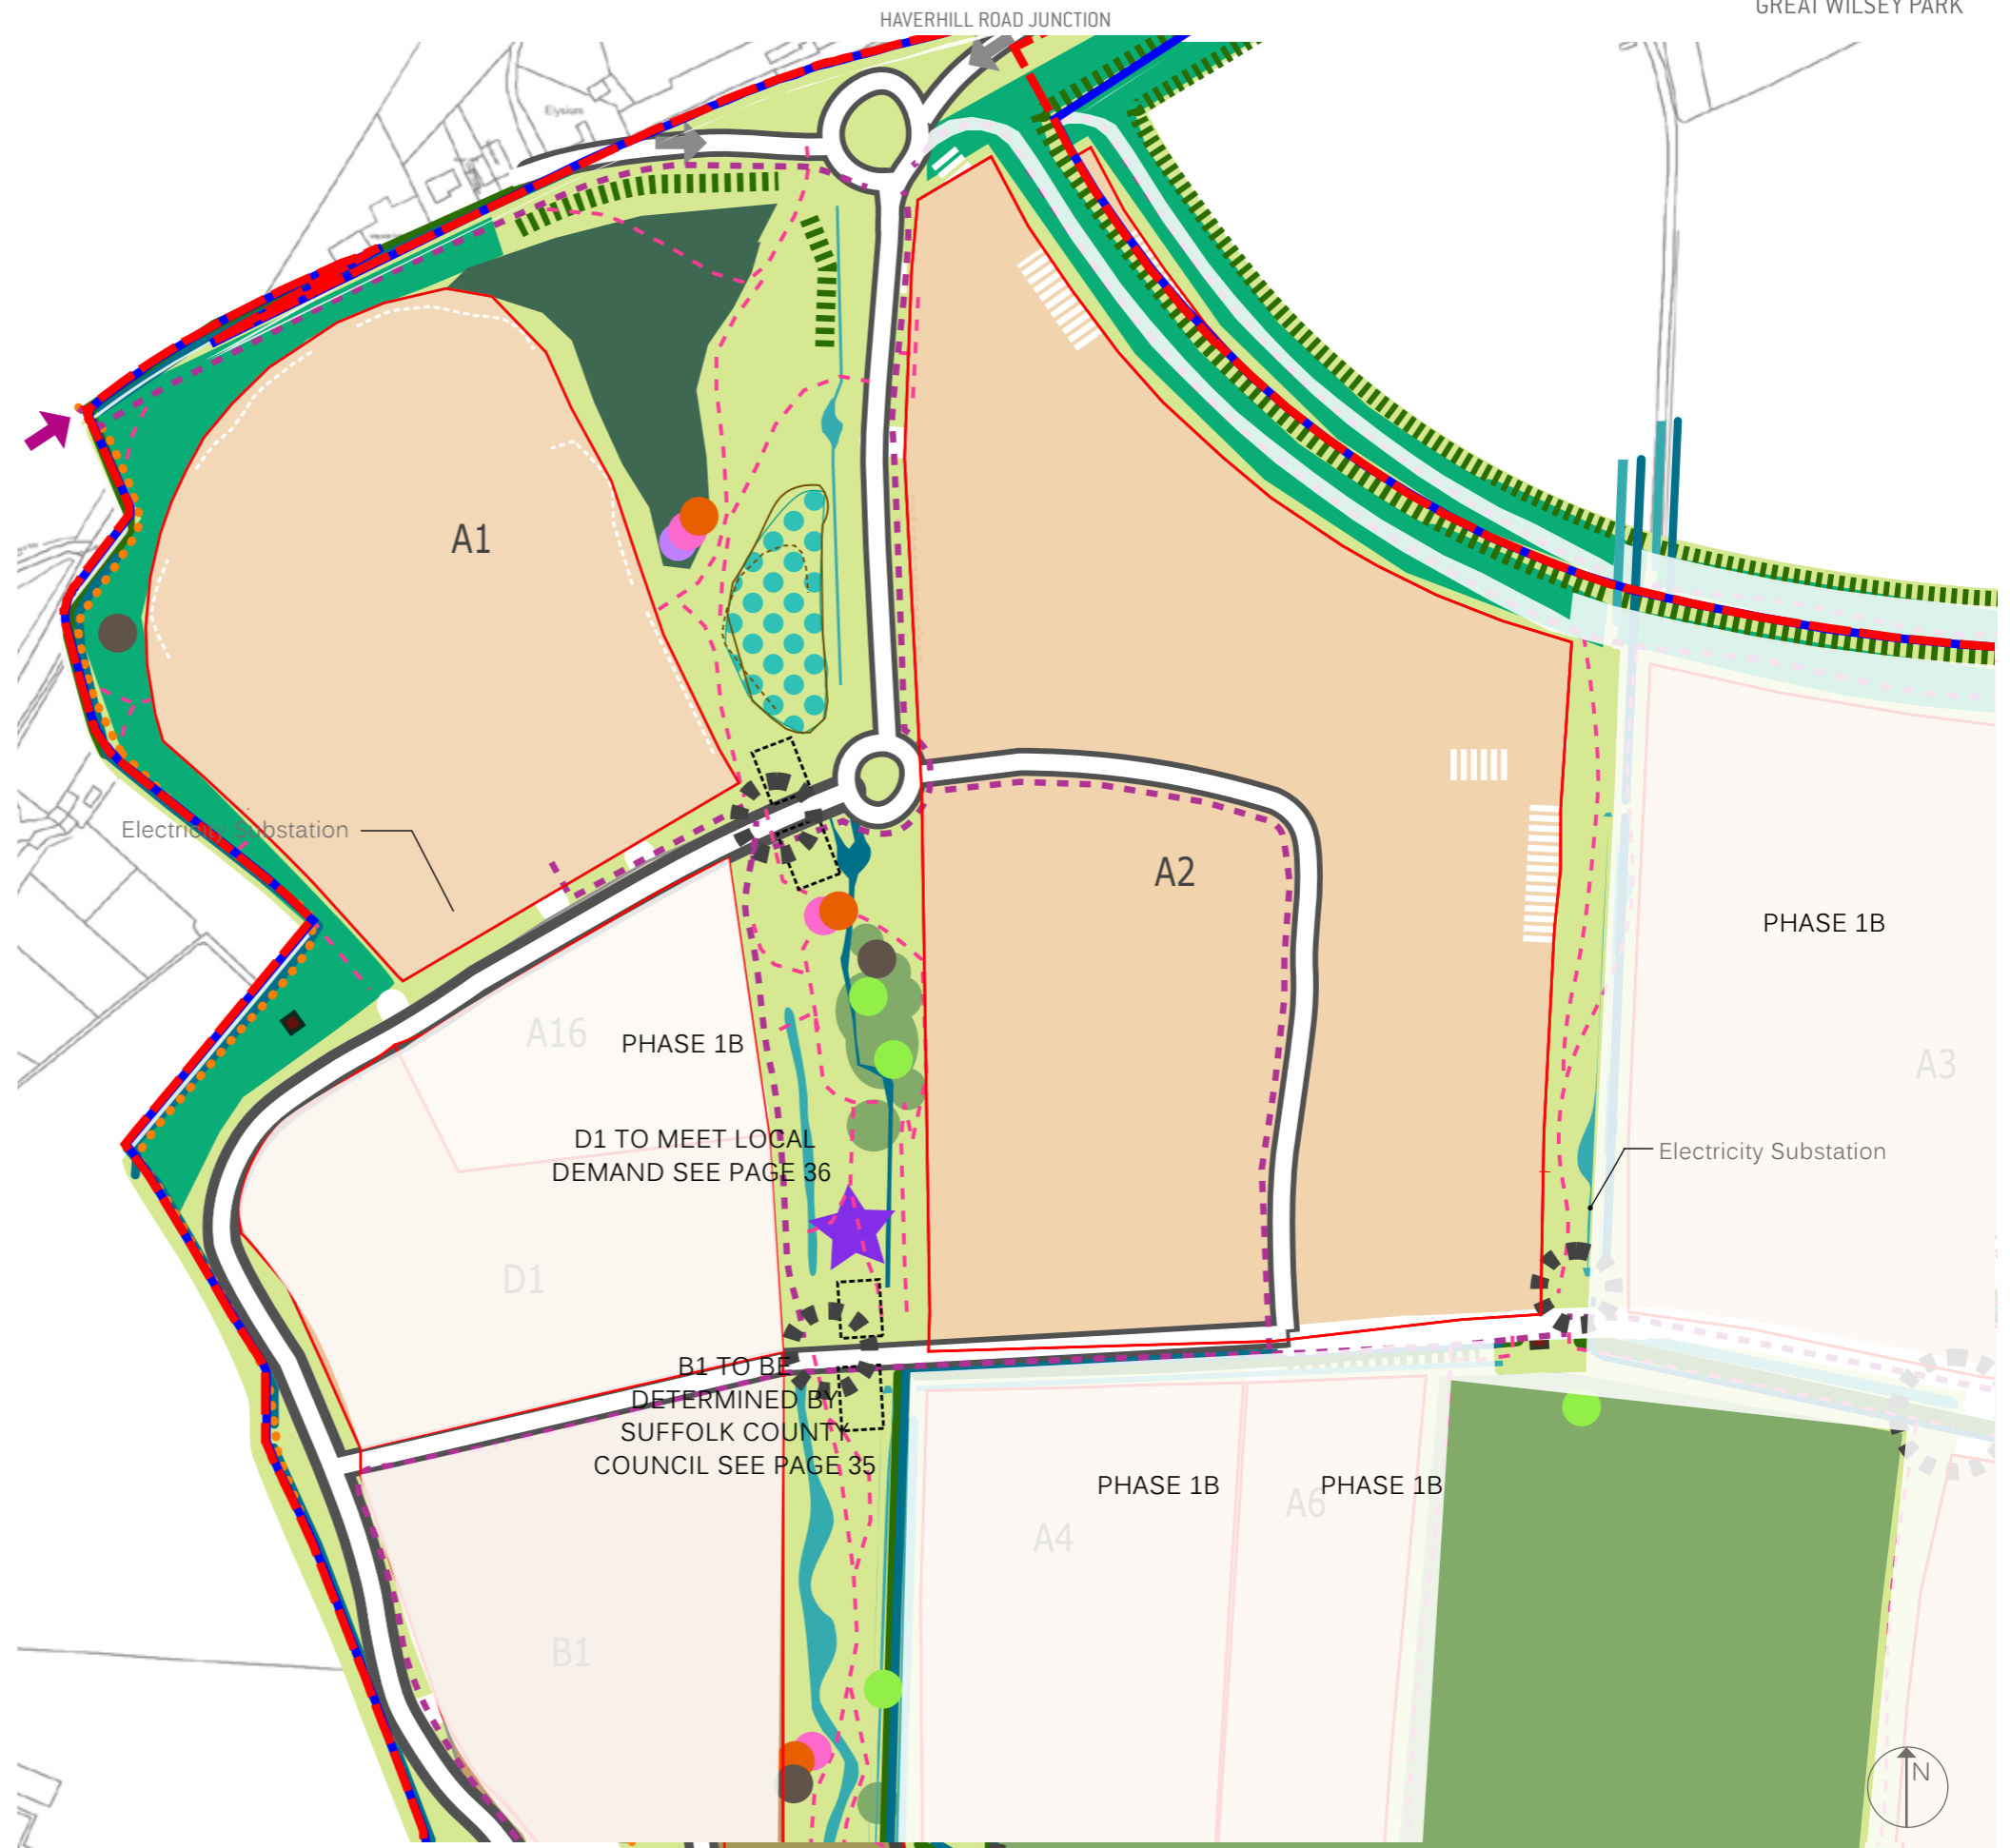 HAVERHILL ROAD JUNCTION
GREAT WILSEY PARK
Elysium
A1
Electricity Substation
A2
PHASE 1B
A16
PHASE 1B
A3
D1 TO MEET LOCAL
DEMAND SEE PAGE 36
Electricity Substation
D1
B1 TO BE
DETERMINED BY
SUFFOLK COUNTY
COUNCIL SEE PAGE 35
PHASE 1B
PHASE 1B
A6
A4
B1
N